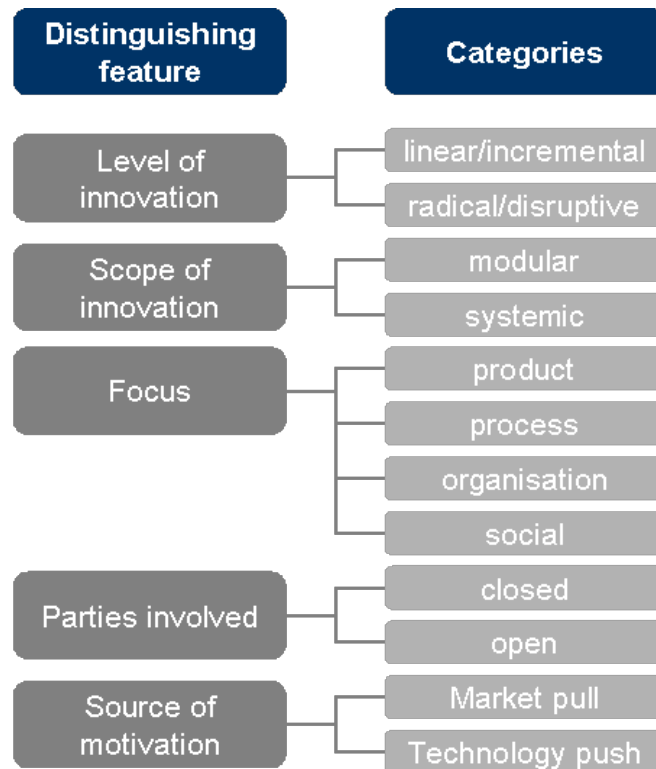 Distinguishing
feature
Categories
Level of
innovation
linear/incremental
radical/disruptive
Scope of
innovation
modular
systemic
Focus
product
process
organisation
social
Parties involved
closed
open
Source of
motivation
Market pull
Technology push